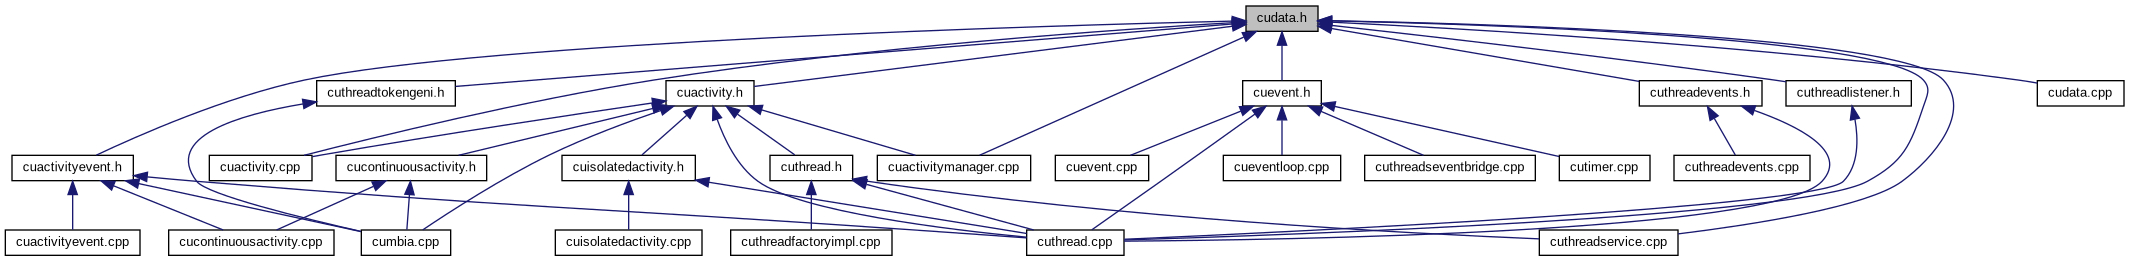 cudata.h
cuthreadtokengeni.h
cuactivity.h
cuevent.h
cuthreadevents.h
cuthreadlistener.h
cudata.cpp
cuactivityevent.h
cuactivity.cpp
cucontinuousactivity.h
cuisolatedactivity.h
cuthread.h
cuactivitymanager.cpp
cuevent.cpp
cueventloop.cpp
cuthreadseventbridge.cpp
cutimer.cpp
cuthreadevents.cpp
cuactivityevent.cpp
cucontinuousactivity.cpp
cumbia.cpp
cuisolatedactivity.cpp
cuthreadfactoryimpl.cpp
cuthread.cpp
cuthreadservice.cpp